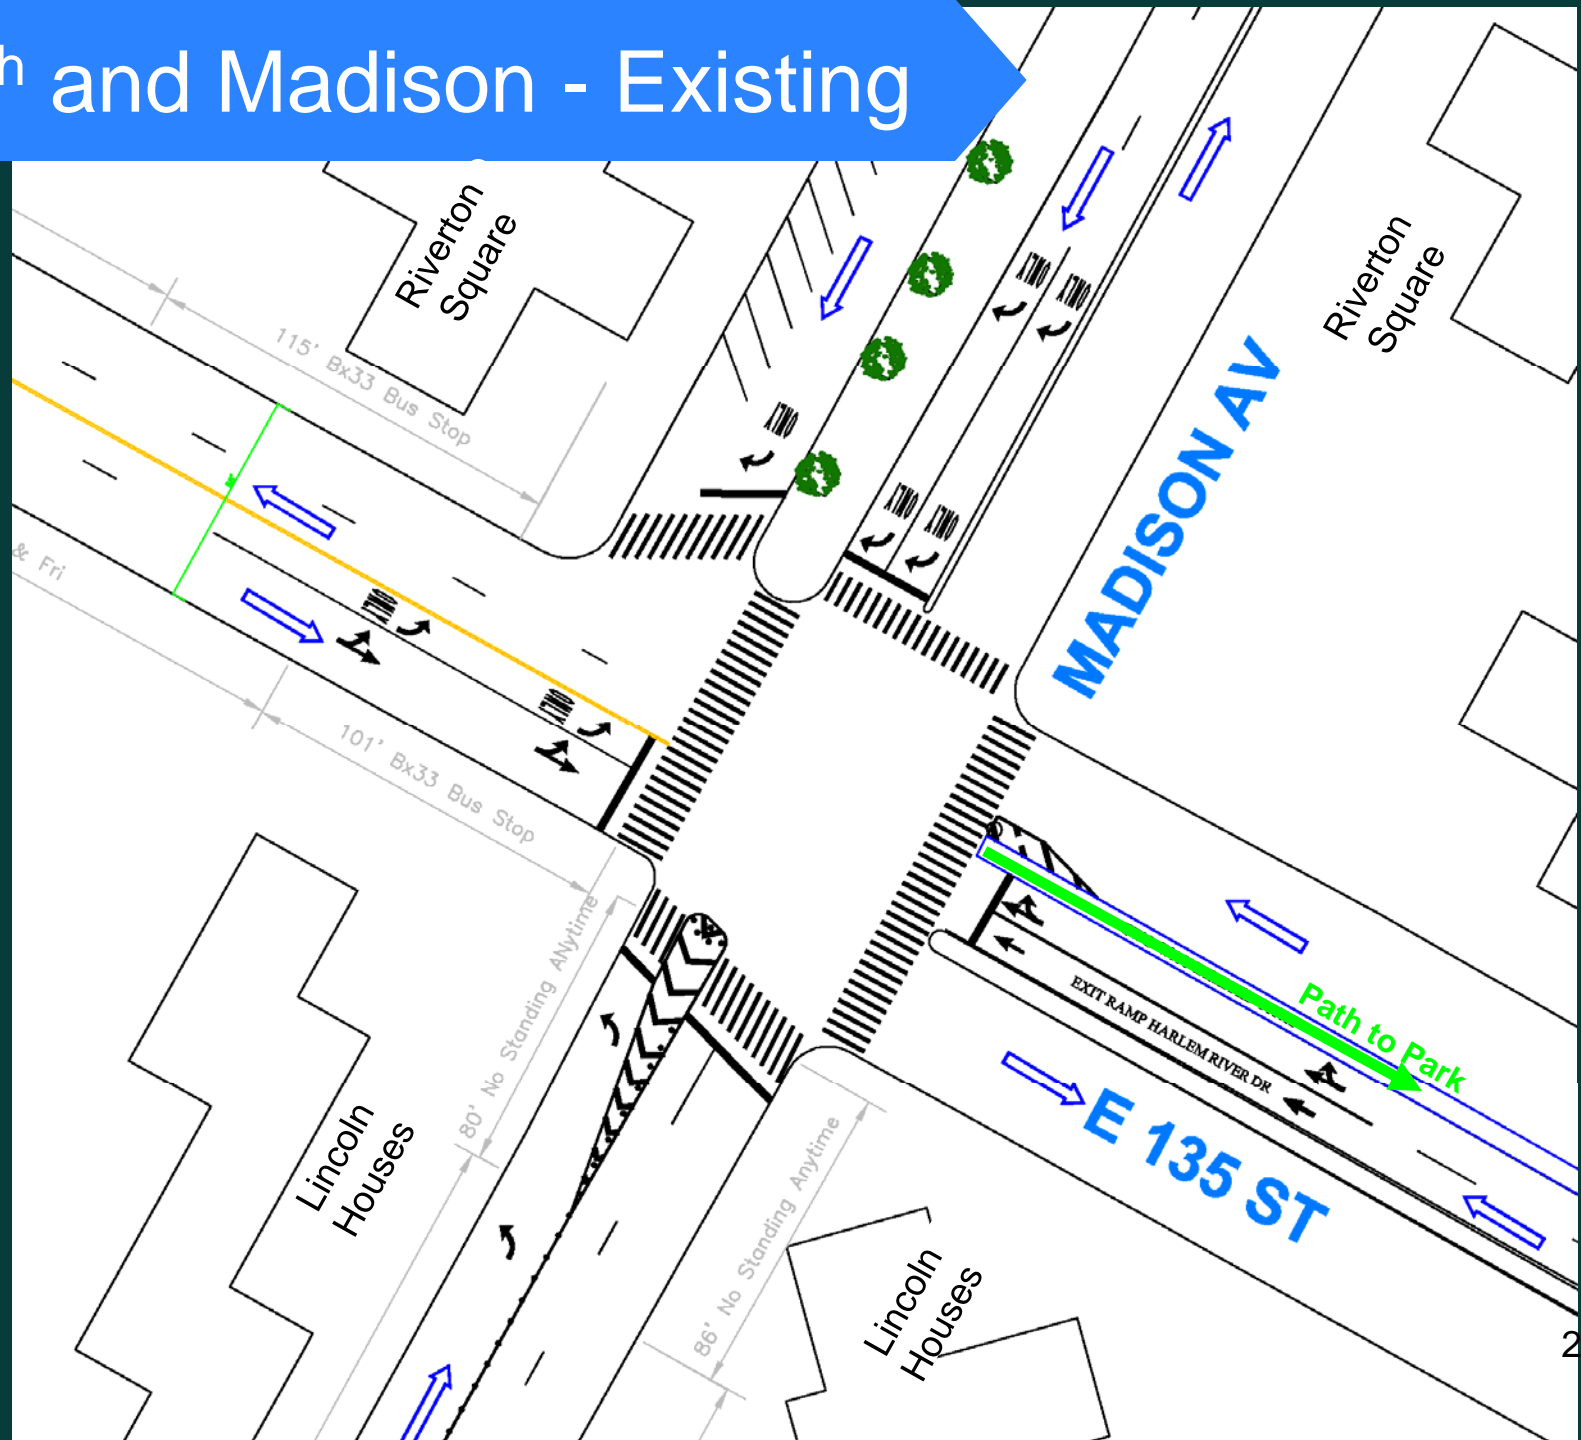 h and Madison - Existing
Riverton
Square
Riverton
Square
115' Bx33 Bus Stop
ONLY
ONLY
ONLY
ONLY
ONLY
MADISON AV
& Fri
ONLY
ONLY
101' Bx33 Bus Stop
80' No Standing ANytime
EXIT RAMP HARLEM RIVER DR
Path to Park
E 135 ST
Lincoln
Houses
86' No Standing Anytime
Lincoln
Houses
2